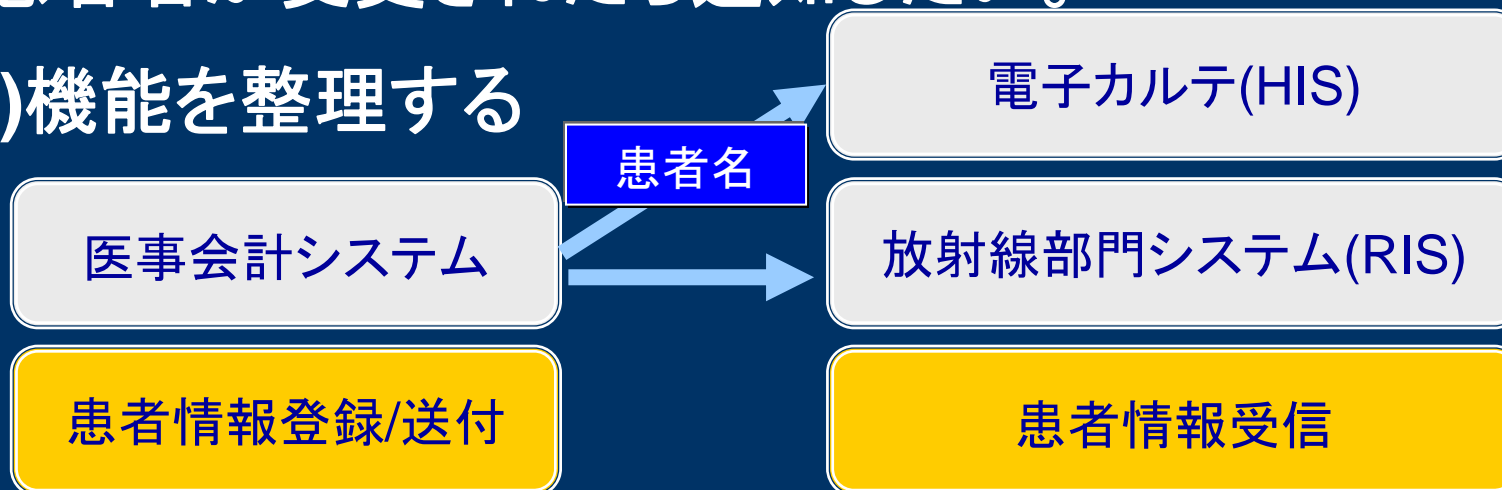 )機能を整理する
電子カルテ(HIS)
患者名
医事会計システム
放射線部門システム(RIS)
患者情報登録/送付
患者情報受信